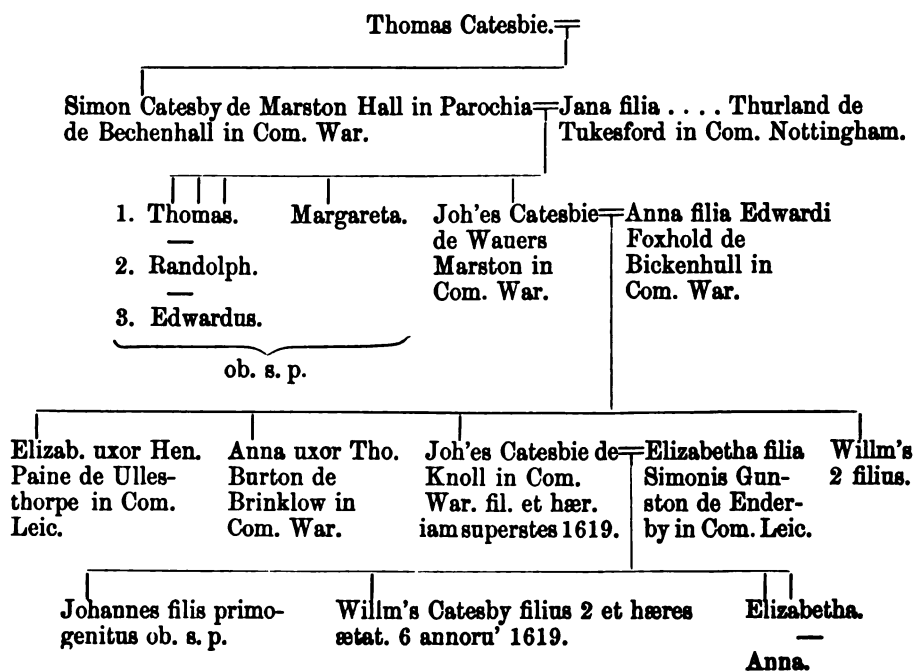 Thomas Catesbie.
Simon Catesby de Marston Hall in Parochia
de Bechenhall in Com. War.
Jana filia .... Thurland de
Tukesford in Com. Nottingham.
1. Thomas.
2. Randolph.
3. Edwardus.
Margareta.
ob. s. p.
Joh'es Catesbie
de Wauers
Marston in
Com. War.
Anna filia Edwardi
Foxhold de
Bickenhull in
Com. War.
Elizab. uxor Hen.
Paine de Ulles-
thorpe in Com.
Leic.
Anna uxor Tho.
Burton de
Brinklow in
Com. War.
Joh'es Catesbie de
Knoll in Com.
War. fil. et hær.
iam superstes 1619.
Elizabetha filia
Simonis Gun-
ston de Ender-
by in Com. Leic.
Willm's
2 filius.
Johannes filis primo-
genitus ob. s. p.
Willm's Catesby filius 2 et hæres
ætat. 6 annoru' 1619.
Elizabetha.
Anna.